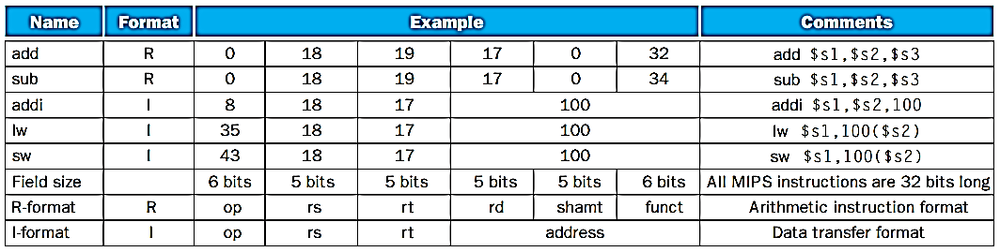 Name Format Example Comments
add R 0 18 19 17 0 32 add $s1,$s2,$s3
sub R 0 18 19 17 0 34 sub $s1,$s2,$s3
addi I 8 18 17 100 addi $s1,$s2,100
lw I 35 18 17 100 lw $s1,100($s2)
sw I 43 18 17 100 sw $s1,100($s2)
Field size 6 bits 5 bits 5 bits 5 bits 5 bits 6 bits All MIPS instructions are 32 bits long
R-format R op rs rt rd shamt funct Arithmetic instruction format
I-format I op rs rt address Data transfer format